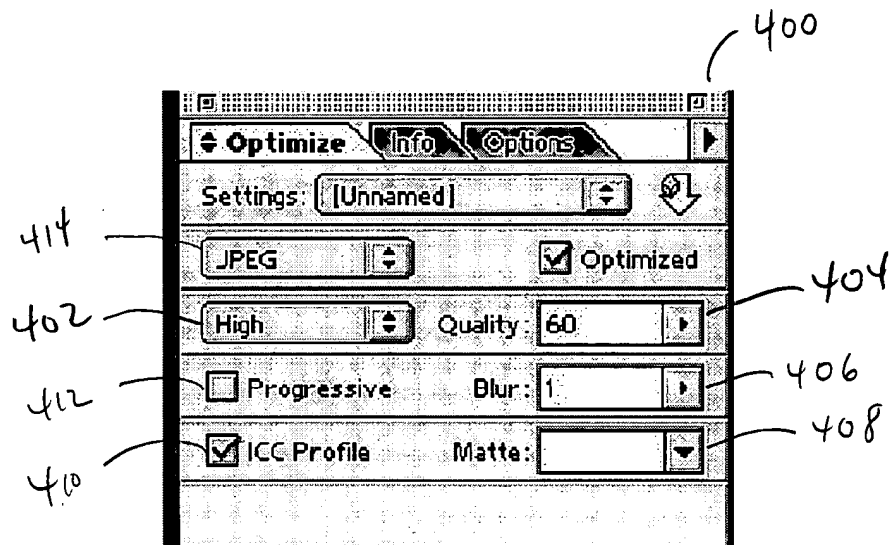 400
Optimize Info Options
Settings: [Unnamed]
414 JPEG Optimized
402 High Quality: 60 404
412 Progressive Blur: 1 406
410 ICC Profile Matte: 408